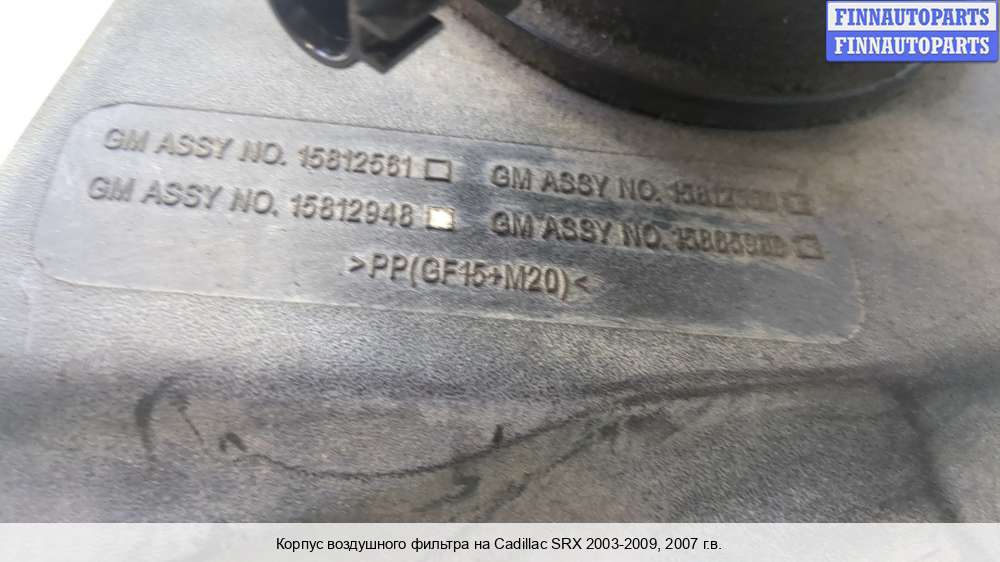 FINNAUTOPARTS
FINNAUTOPARTS
GM ASSY NO. 15812581
GM ASSY NO.
GM ASSY NO. 15812948
GM ASSY NO.
>PP(GF15+M20)<
Корпус воздушного фильтра на Cadillac SRX 2003-2009, 2007 г.в.